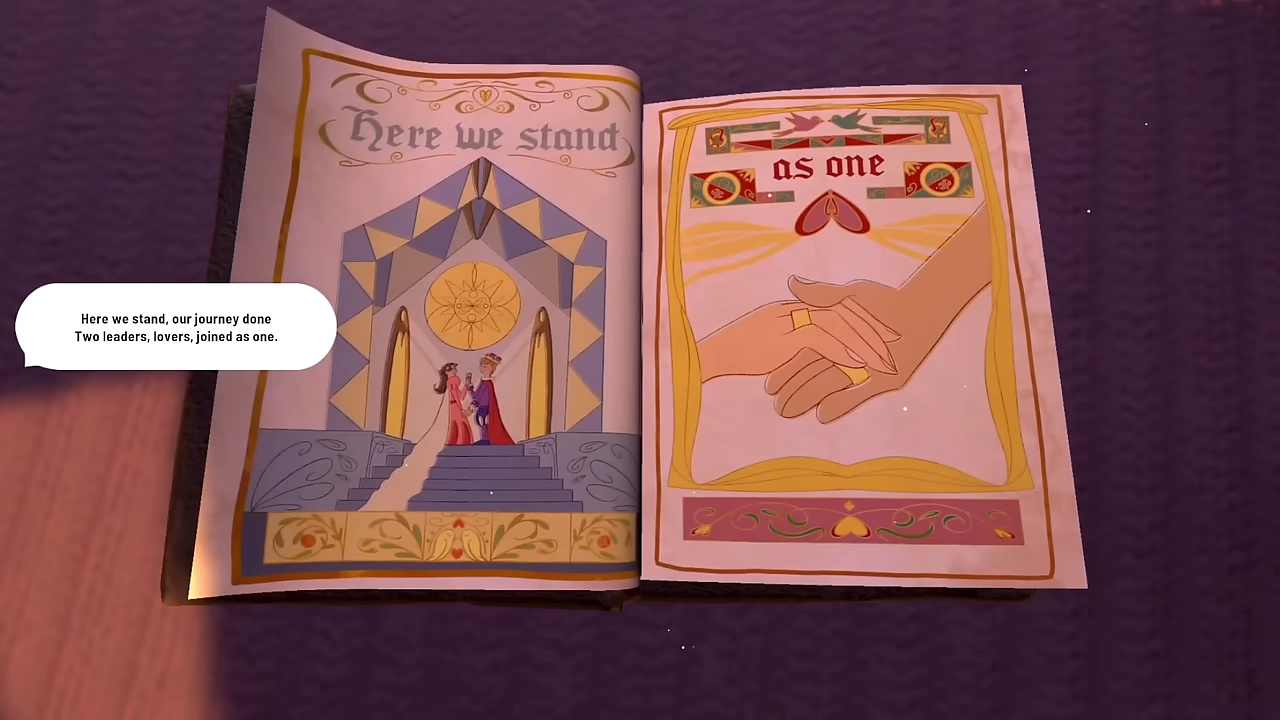 Here we stand
as one
Here we stand, our journey done
Two leaders, lovers, joined as one.